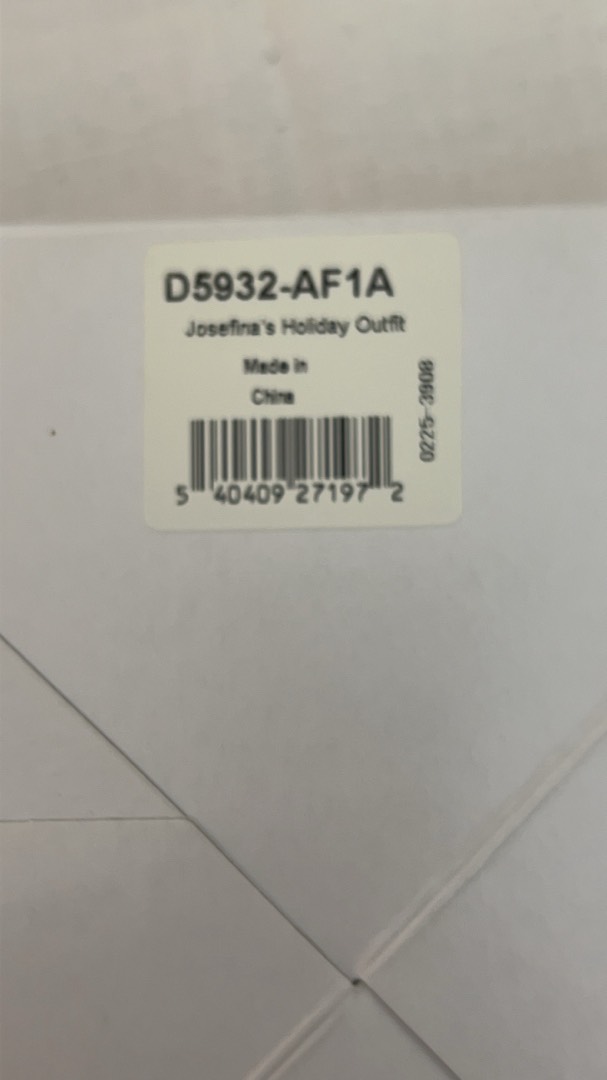 D5932-AF1A
Josefina's Holiday Outfit
Made in
China
0225-3908
5 40409 27197 2